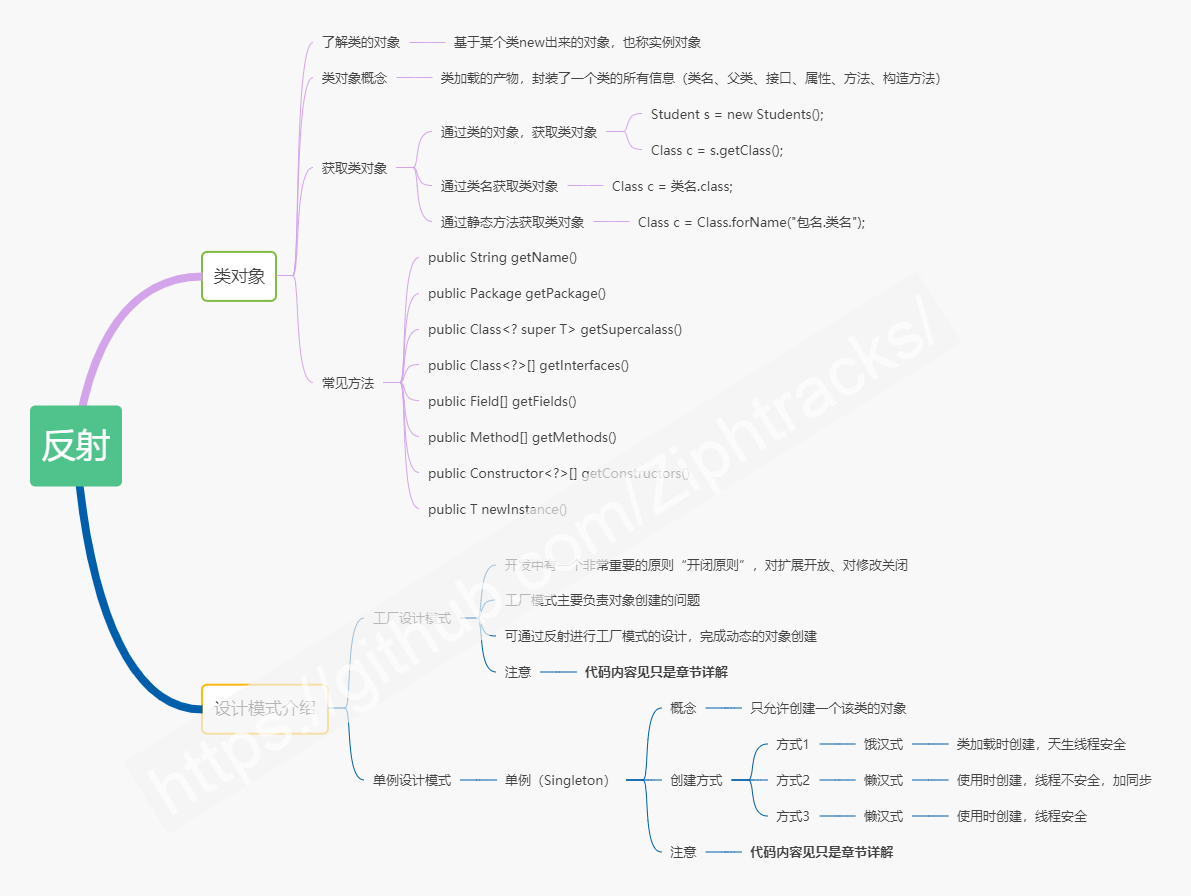 反射
类对象
了解类的对象
基于某个类new出来的对象，也称实例对象
类对象概念
类加载的产物，封装了一个类的所有信息（类名、父类、接口、属性、方法、构造方法）
获取类对象
通过类的对象，获取类对象
Student s = new Students();
Class c = s.getClass();
通过类名获取类对象
Class c = 类名.class;
通过静态方法获取类对象
Class c = Class.forName("包名.类名");
常见方法
public String getName()
public Package getPackage()
public Class<? super T> getSupercalass()
public Class<?>[] getInterfaces()
public Field[] getFields()
public Method[] getMethods()
public Constructor<?>[] getConstructors()
public T newInstance()
设计模式介绍
工厂设计模式
开发中有一个非常重要的原则“开闭原则”，对扩展开放、对修改关闭
工厂模式主要负责对象创建的问题
可通过反射进行工厂模式的设计，完成动态的对象创建
注意
代码内容见只是章节详解
单例设计模式
单例（Singleton）
概念
只允许创建一个该类的对象
创建方式
方式1
饿汉式
类加载时创建，天生线程安全
方式2
懒汉式
使用时创建，线程不安全，加同步
方式3
懒汉式
使用时创建，线程安全
注意
代码内容见只是章节详解
https://github.com/Ziphtracks/